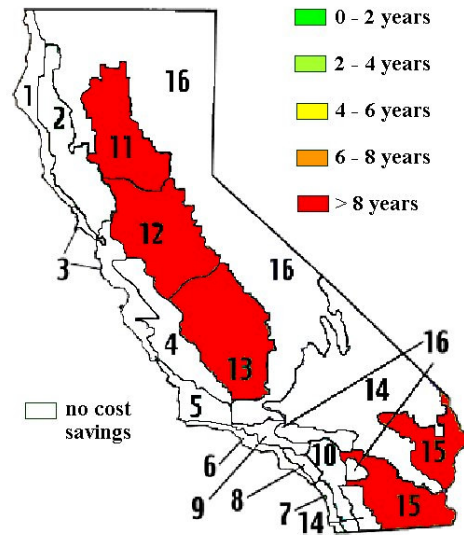 0 - 2 years
2 - 4 years
4 - 6 years
6 - 8 years
> 8 years
16
1
2
11
12
3
16
4
13
16
14
5
no cost
savings
6
10
15
9
8
7
14
15